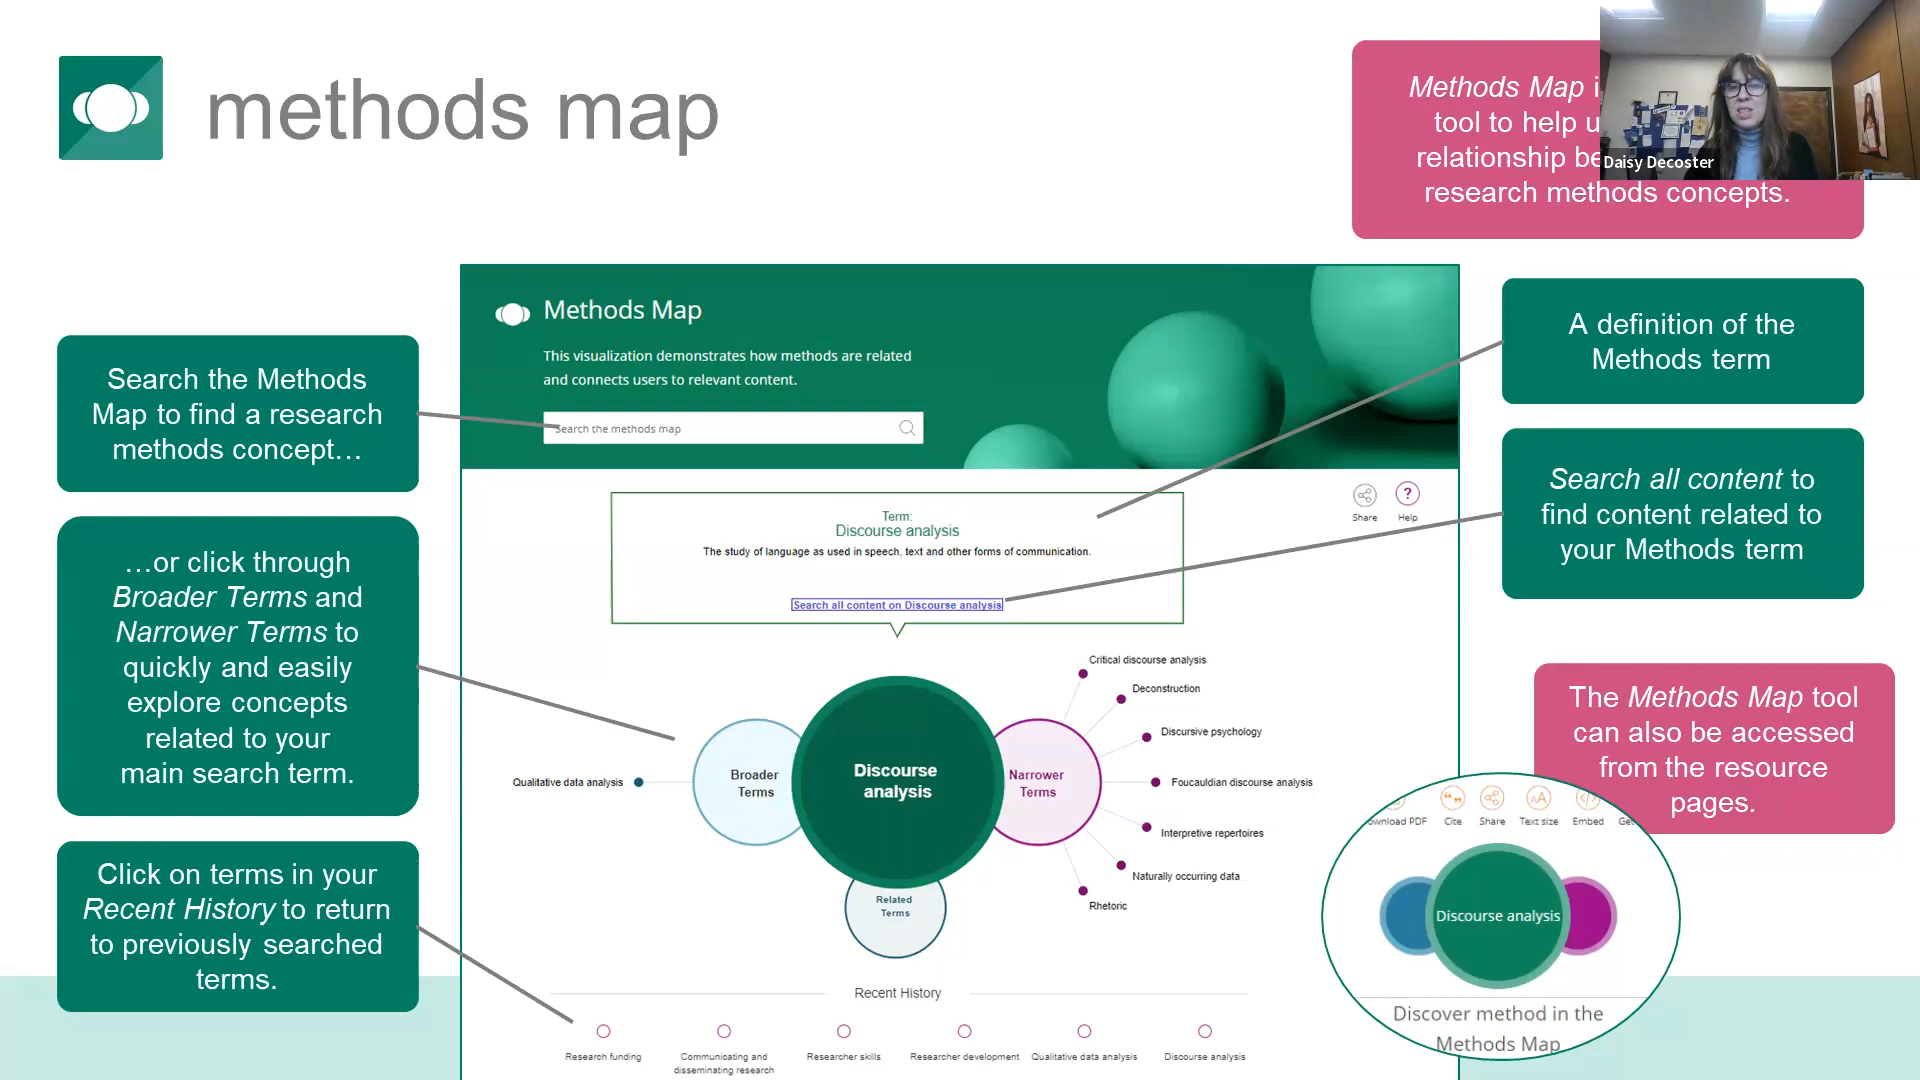 methods map
Methods Map
tool to help
relationship
research methods concepts.
Daisy Decoster
Search the Methods
Map to find a research
methods concept…
…or click through
Broader Terms and
Narrower Terms to
quickly and easily
explore concepts
related to your
main search term.
Click on terms in your
Recent History to return
to previously searched
terms.
Methods Map
This visualization demonstrates how methods are related
and connects users to relevant content.
Search the methods map
Share
Help
Term:
Discourse analysis
The study of language as used in speech, text and other forms of communication.
Search all content on Discourse analysis
Qualitative data analysis
Broader
Terms
Discourse
analysis
Narrower
Terms
Related
Terms
Critical discourse analysis
Deconstruction
Discursive psychology
Foucauldian discourse analysis
Interpretive repertoires
Naturally occurring data
Rhetoric
Recent History
Research funding
Communicating and
disseminating research
Researcher skills
Researcher development
Qualitative data analysis
Discourse analysis
A definition of the
Methods term
Search all content to
find content related to
your Methods term
The Methods Map tool
can also be accessed
from the resource
pages.
PDF
Cite
Share
Text size
Embed
Discourse analysis
Discover method in the
Methods Map